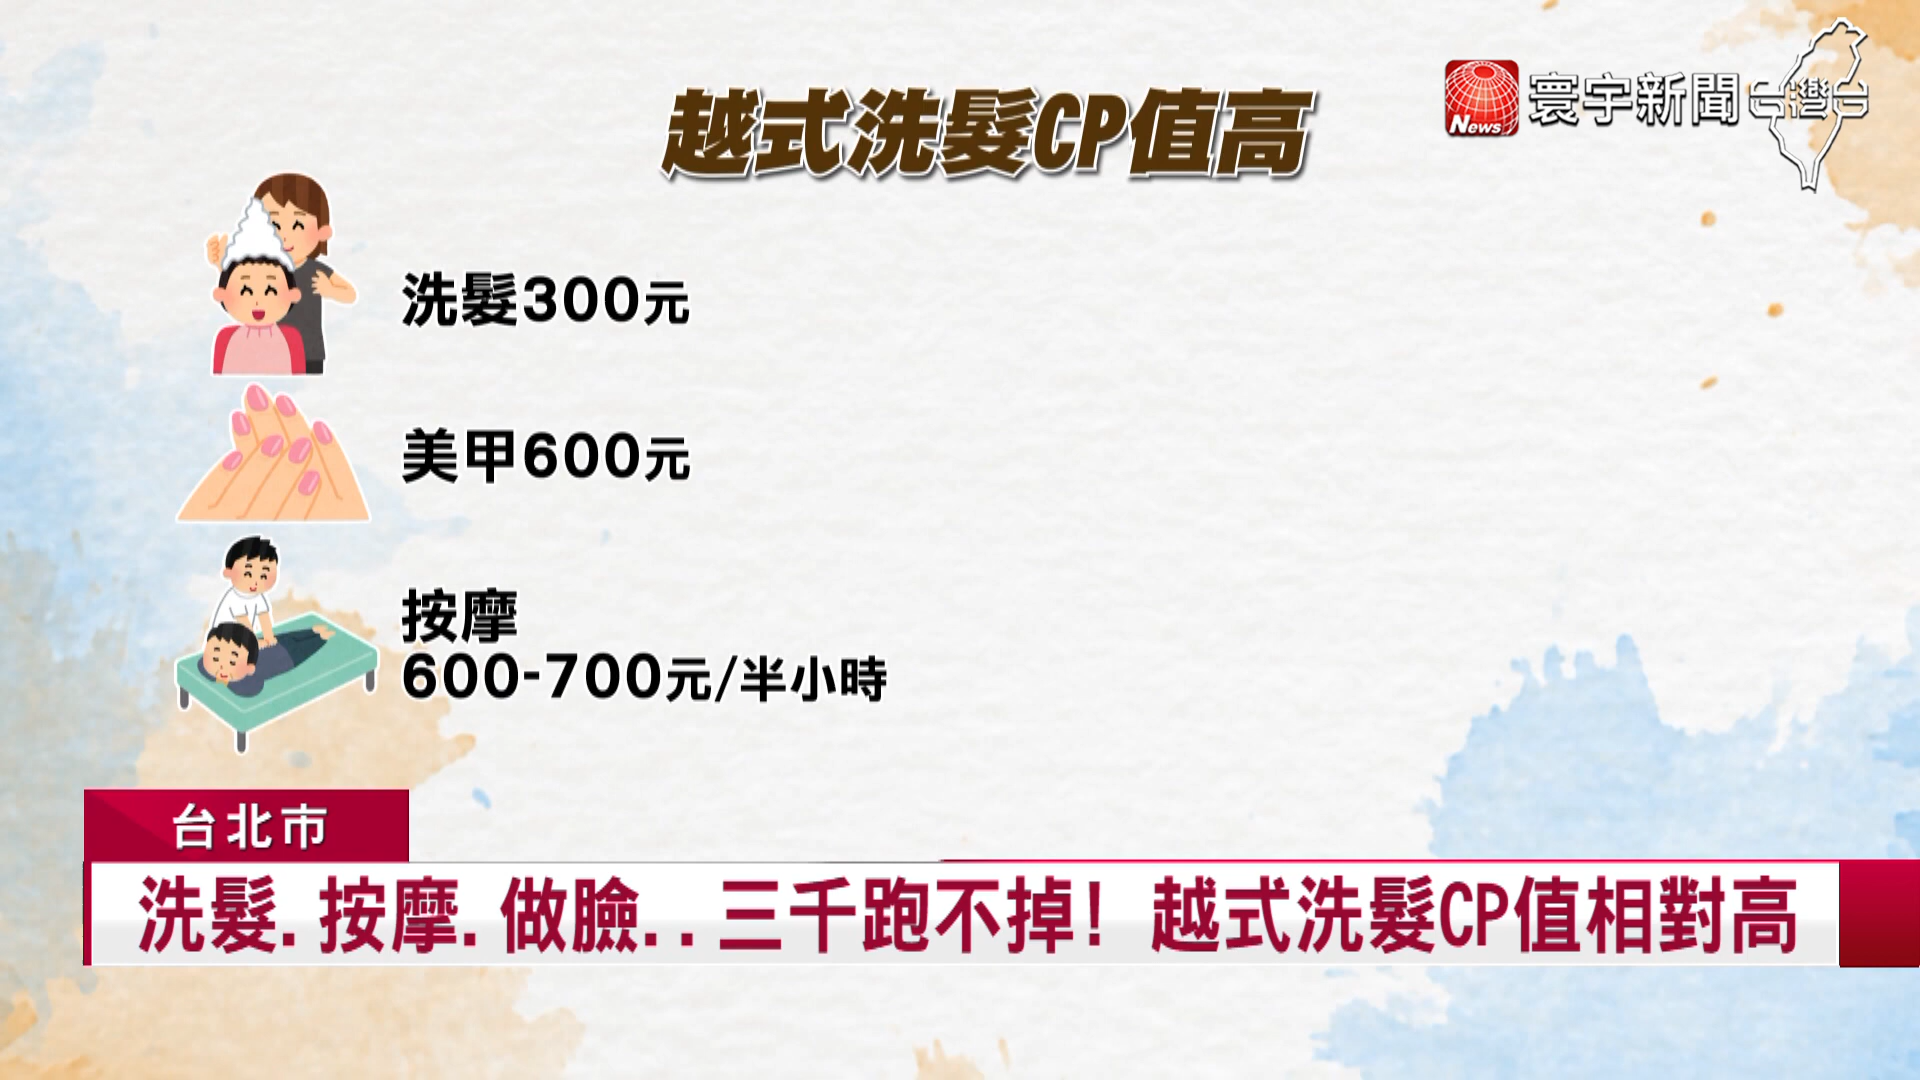 越式洗髮CP值高
News
寰宇新聞
台灣
洗髮300元
美甲600元
按摩
600-700元/半小時
台北市
洗髮.按摩.做臉..三千跑不掉! 越式洗髮CP值相對高